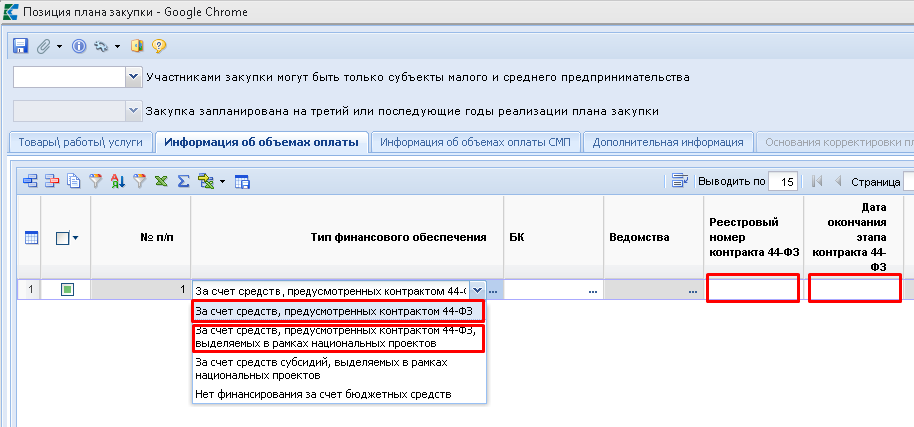 Позиция плана закупки - Google Chrome
Участниками закупки могут быть только субъекты малого и среднего предпринимательства
Закупка запланирована на третий или последующие годы реализации плана закупки
Товары\ работы\ услуги
Информация об объемах оплаты
Информация об объемах оплаты СМП
Дополнительная информация
Основания корректировки пл
Выводить по 15
Страница
№ п/п
Тип финансового обеспечения
БК
Ведомства
Реестровый
номер
контракта 44-ФЗ
Дата
окончания
этапа
контракта 44-
ФЗ
1
1
За счет средств, предусмотренных контрактом 44-Ф
...
...
...
За счет средств, предусмотренных контрактом 44-ФЗ
За счет средств, предусмотренных контрактом 44-ФЗ,
выделяемых в рамках национальных проектов
За счет средств субсидий, выделяемых в рамках
национальных проектов
Нет финансирования за счет бюджетных средств